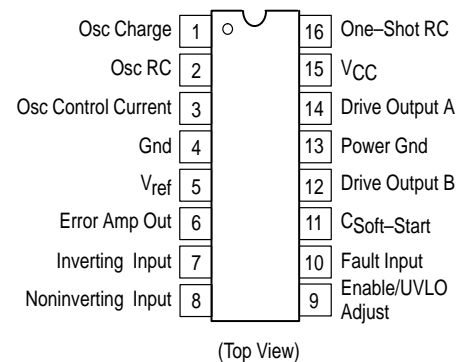 Osc Charge 1 16 One–Shot RC
Osc RC 2 15 VCC
Osc Control Current 3 14 Drive Output A
Gnd 4 13 Power Gnd
Vref 5 12 Drive Output B
Error Amp Out 6 11 CSoft–Start
Inverting Input 7 10 Fault Input
Noninverting Input 8 9 Enable/UVLO
Adjust
(Top View)